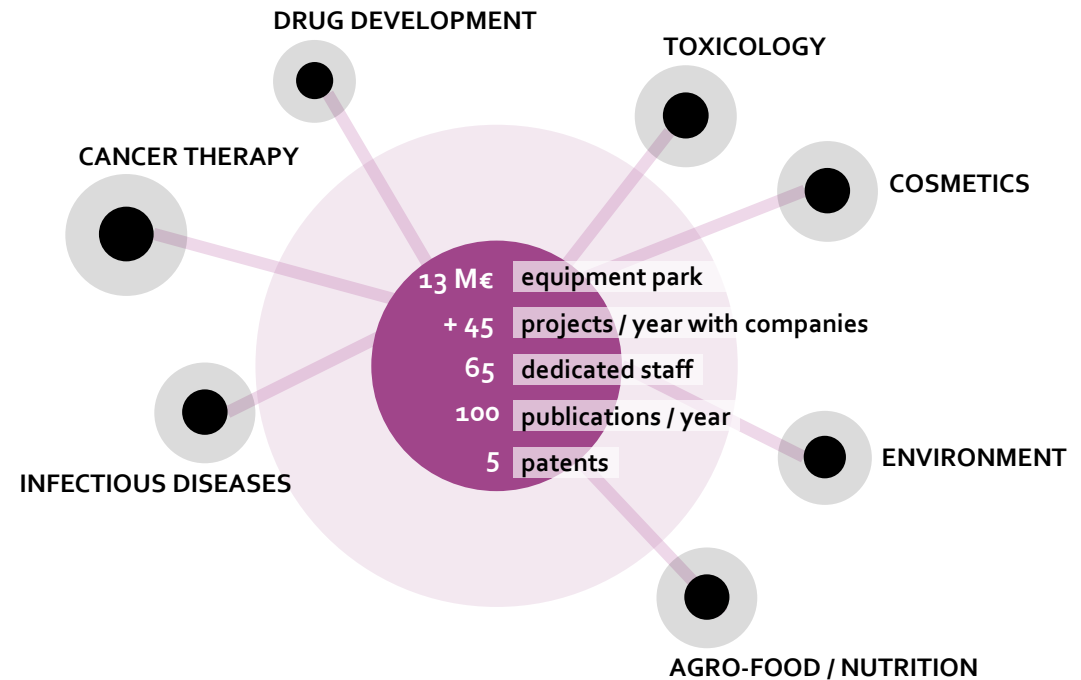 DRUG DEVELOPMENT
TOXICOLOGY
CANCER THERAPY
COSMETICS
13 M€ equipment park
+ 45 projects / year with companies
65 dedicated staff
100 publications / year
5 patents
ENVIRONMENT
INFECTIOUS DISEASES
AGRO-FOOD / NUTRITION